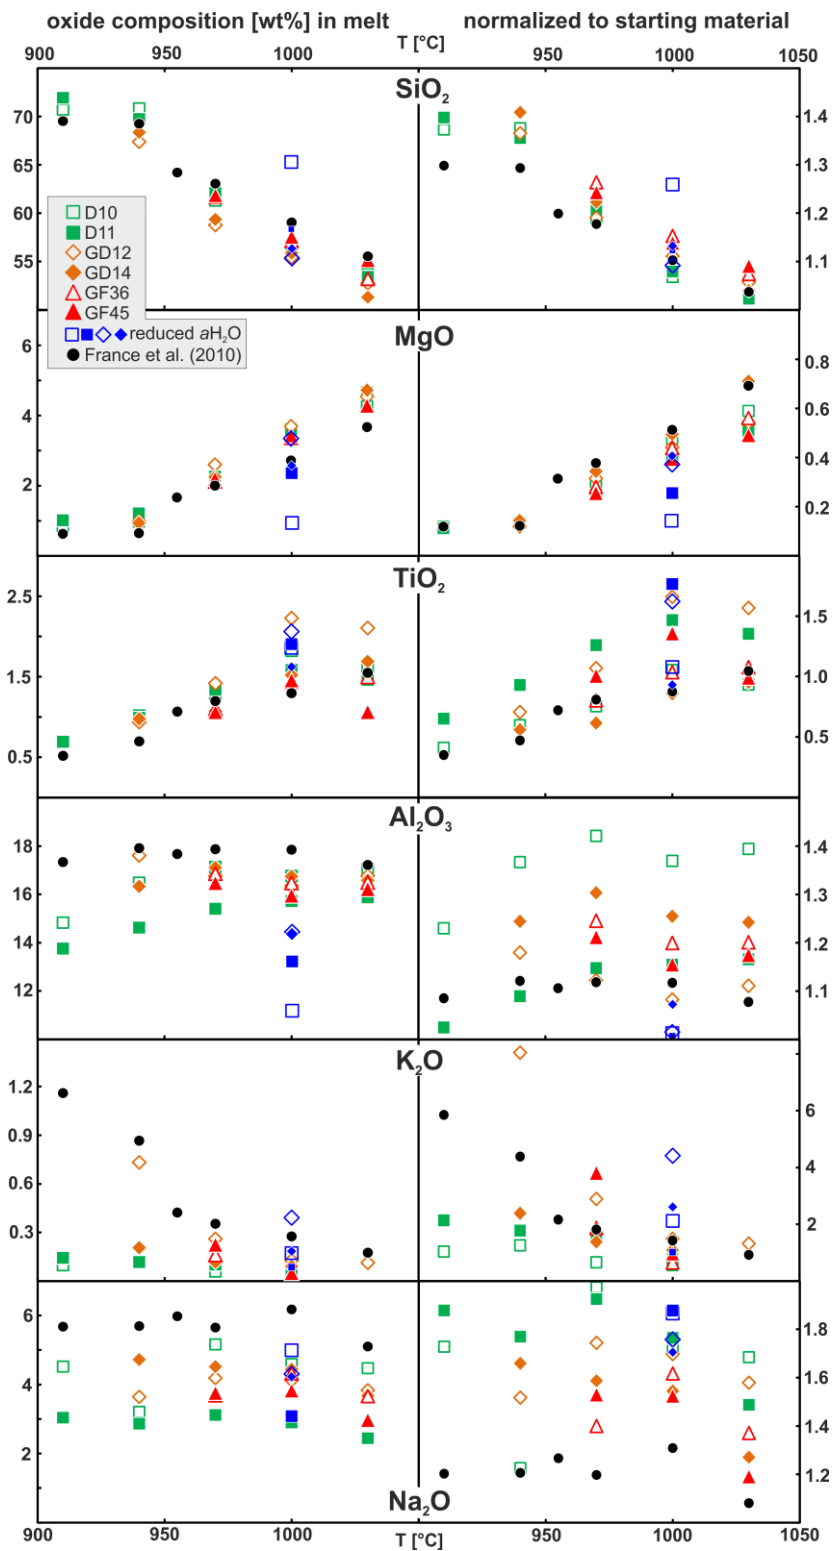 oxide composition [wt%] in melt normalized to starting material
T [°C]
900 950 1000 950 1000 1050
SiO₂
70
65
60
55
1.4
1.3
1.2
1.1
D10
D11
GD12
GD14
GF36
GF45
reduced aH₂O
France et al. (2010)
MgO
6
4
2
0.8
0.6
0.4
0.2
TiO₂
2.5
1.5
0.5
1.5
1.0
0.5
Al₂O₃
18
16
14
12
1.4
1.3
1.2
1.1
K₂O
1.2
0.9
0.6
0.3
6
4
2
6
4
2
1.8
1.6
1.4
1.2
Na₂O
900 950 1000 950 1000 1050
T [°C]